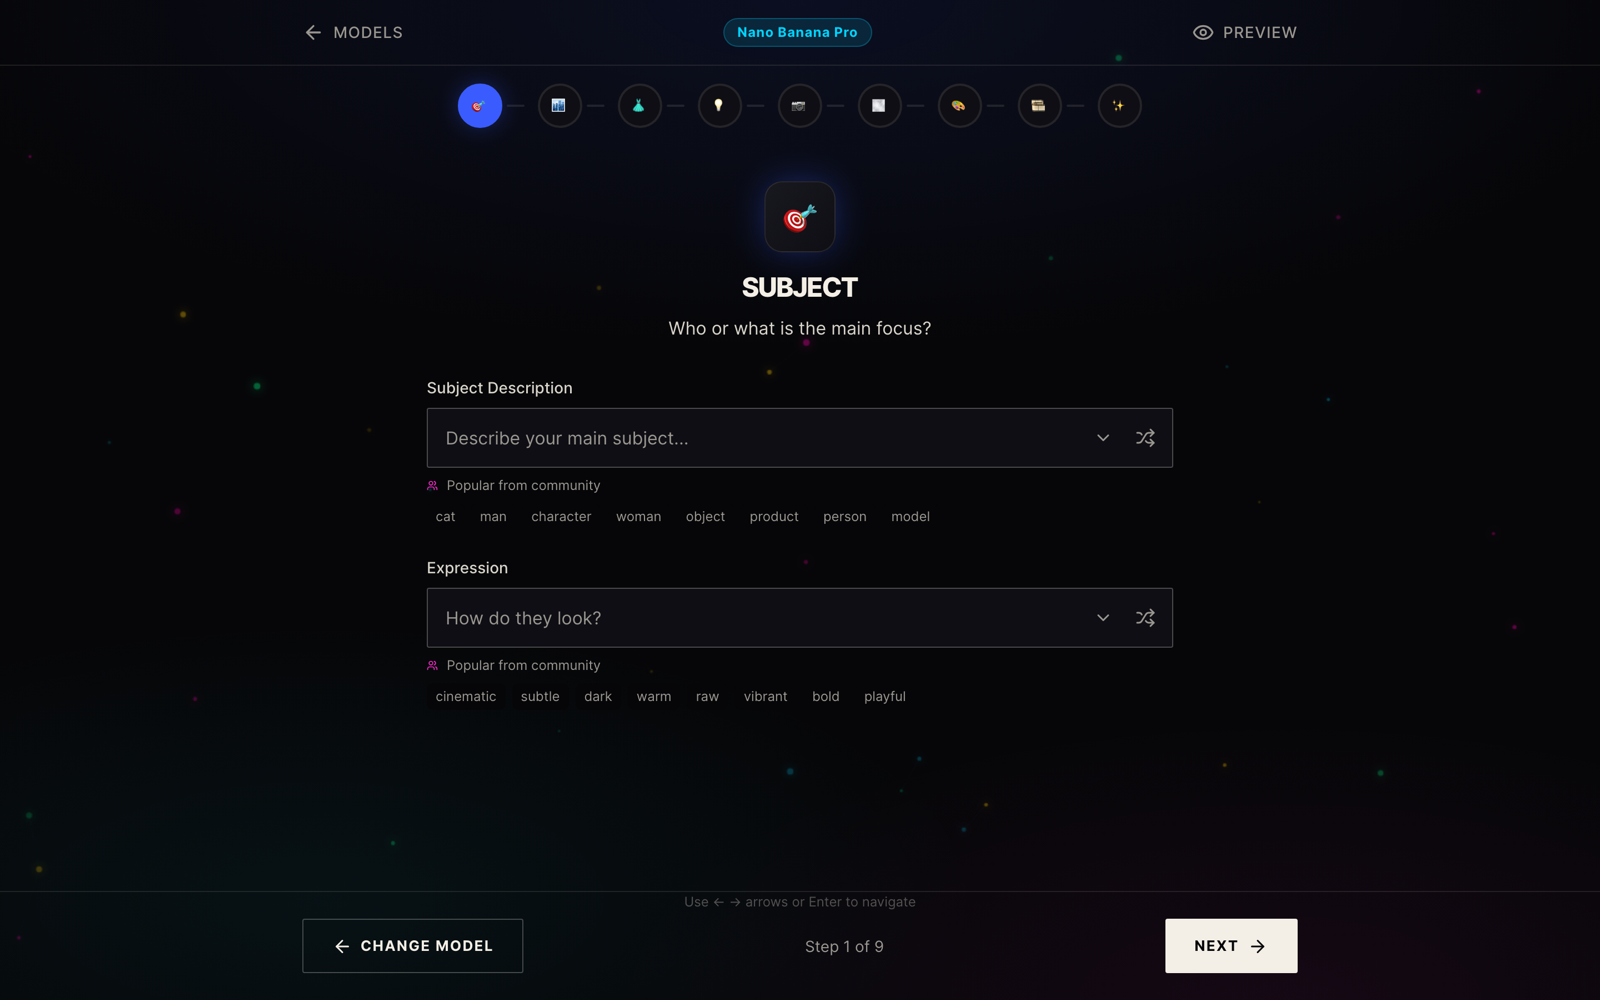 ← MODELS
Nano Banana Pro
PREVIEW
SUBJECT
Who or what is the main focus?
Subject Description
Describe your main subject...
Popular from community
cat man character woman object product person model
Expression
How do they look?
Popular from community
cinematic subtle dark warm raw vibrant bold playful
Use ← → arrows or Enter to navigate
← CHANGE MODEL
Step 1 of 9
NEXT →